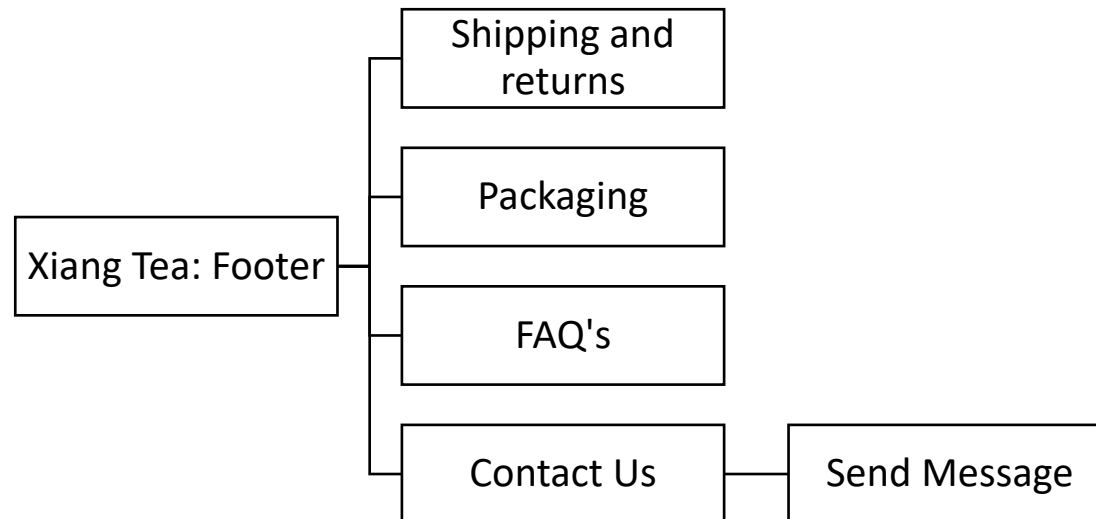 Shipping and
returns
Packaging
Xiang Tea: Footer
FAQ's
Contact Us
Send Message